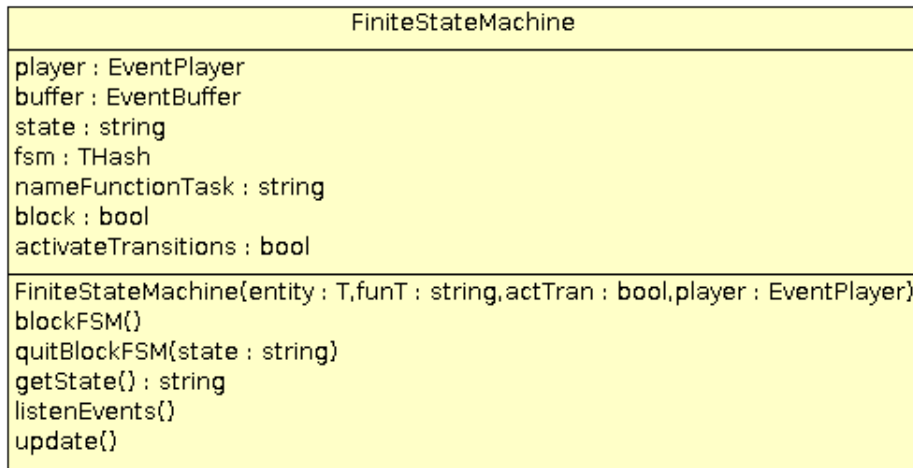 FiniteStateMachine
player : EventPlayer
buffer : EventBuffer
state : string
fsm : THash
nameFunctionTask : string
block : bool
activateTransitions : bool
FiniteStateMachine(entity : T,funT : string,actTran : bool,player : EventPlayer)
blockFSM()
quitBlockFSM(state : string)
getState() : string
listenEvents()
update()